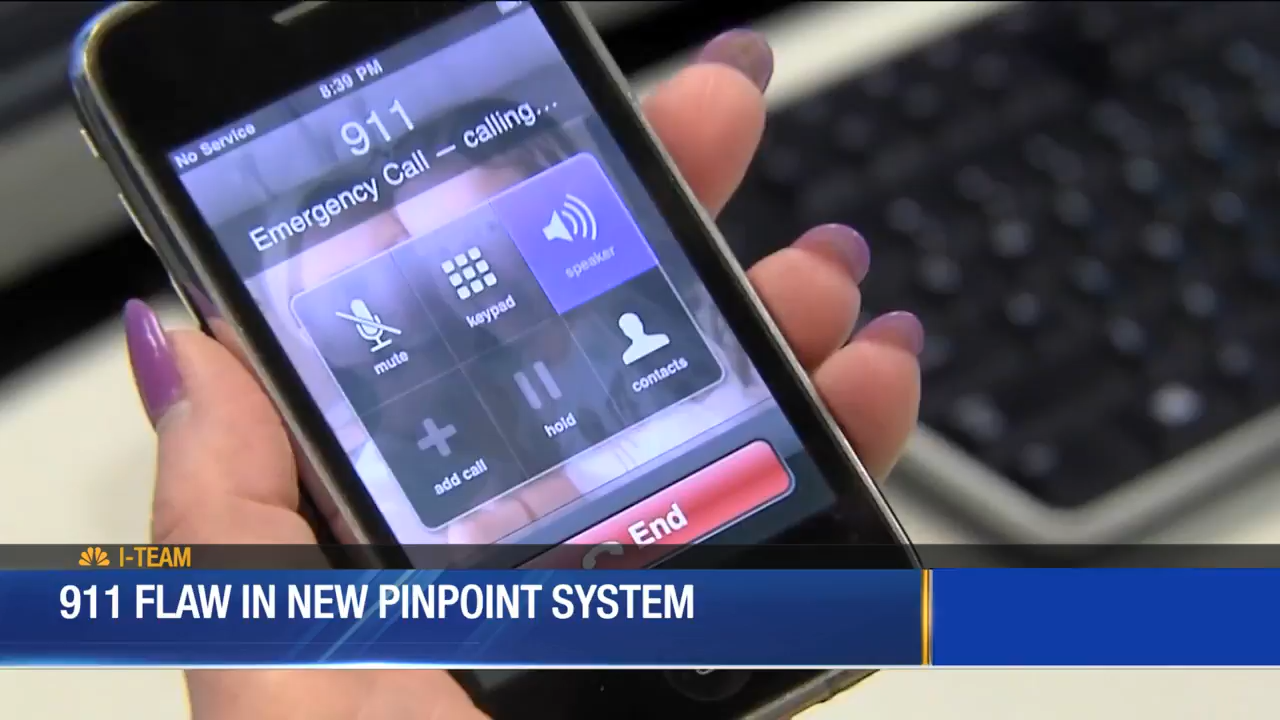 8:39 PM
No Service
911
Emergency Call – calling...
mute
keypad
speaker
add call
hold
contacts
End
I-TEAM
911 FLAW IN NEW PINPOINT SYSTEM